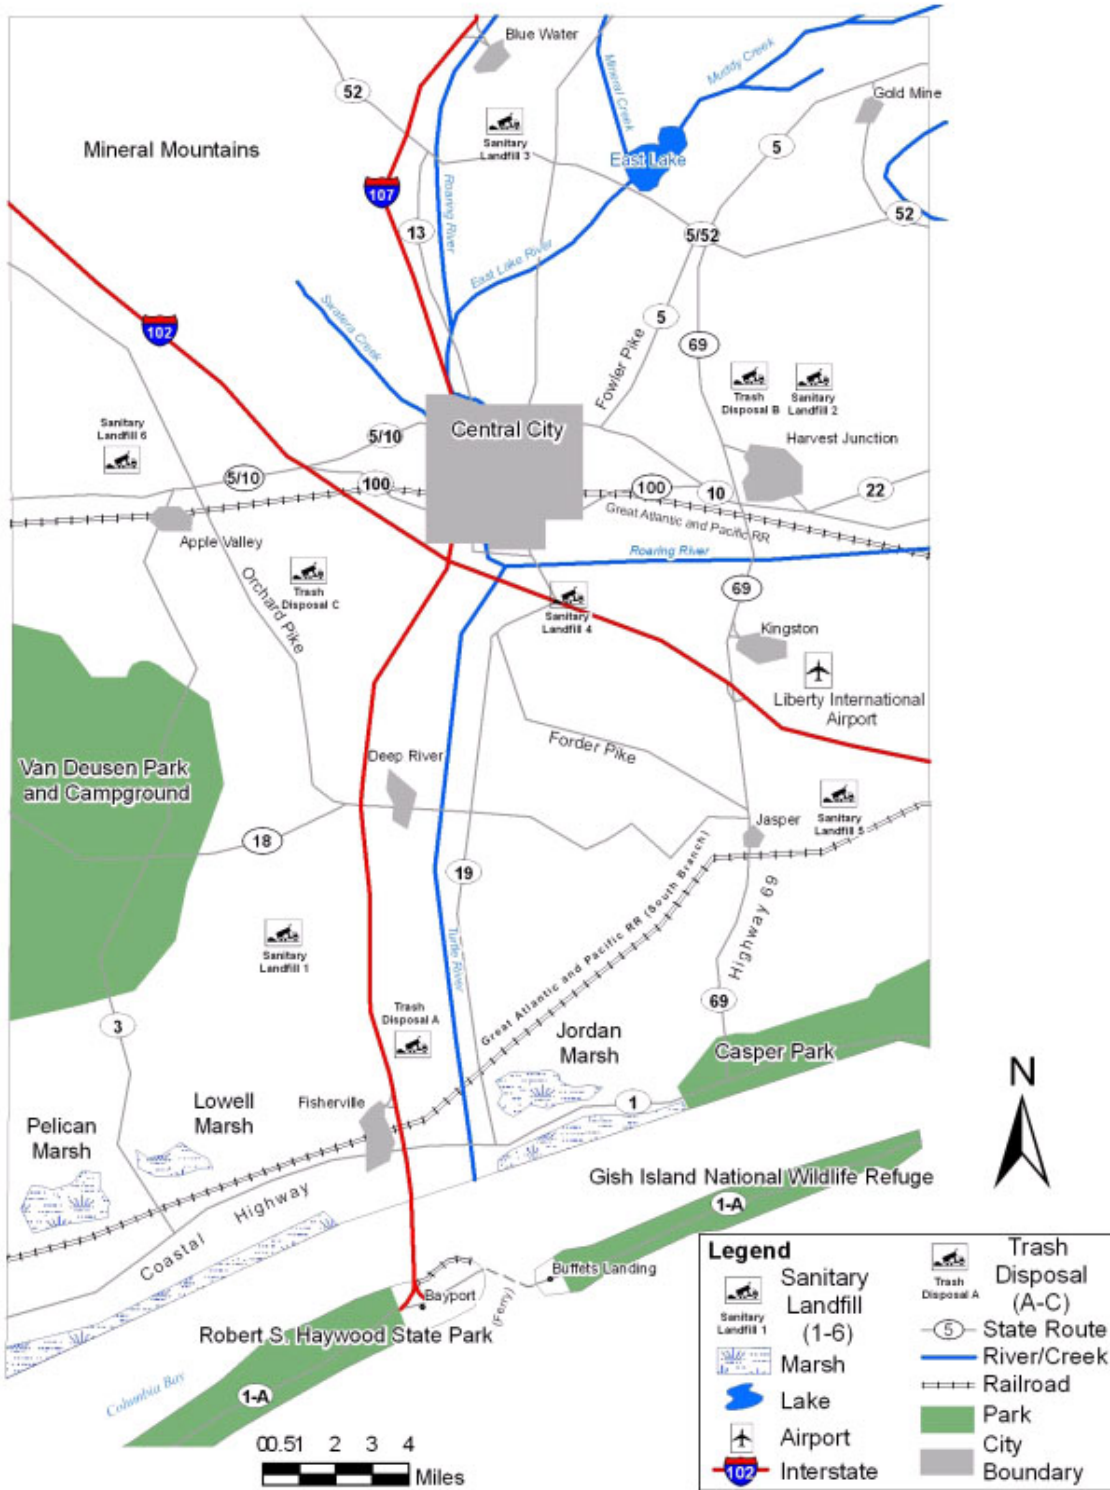 Blue Water
52
Mineral Creek
Muddy Creek
Gold Mine
Sanitary
Landfill 3
Mineral Mountains
East Lake
5
107
Roaring River
13
52
5/52
East Lake River
Swatera Creek
102
5
Fowler Pike
69
Trash
Disposal B
Sanitary
Landfill 2
Sanitary
Landfill 6
5/10
Central City
Harvest Junction
5/10
100
100
10
22
Great Atlantic and Pacific RR
Apple Valley
Roaring River
Trash
Disposal C
Orchard Pike
69
Sanitary
Landfill 4
Kingston
Liberty International
Airport
Forder Pike
Deep River
Van Deusen Park
and Campground
Sanitary
Landfill 5
Jasper
18
19
Great Atlantic and Pacific RR (South Branch)
Highway 69
Sanitary
Landfill 1
Turtle River
69
Trash
Disposal A
3
Jordan
Marsh
Casper Park
Fisherville
Lowell
Marsh
1
Pelican
Marsh
N
Gish Island National Wildlife Refuge
1-A
Coastal Highway
Buffets Landing
Bayport
(Ferry)
Robert S. Haywood State Park
Columbia Bay
1-A
00.51 2 3 4
Miles
Legend
Sanitary
Landfill 1
Sanitary
Landfill
(1-6)
Marsh
Lake
Airport
102
Interstate
Trash
Disposal A
Trash
Disposal
(A-C)
5
State Route
River/Creek
Railroad
Park
City
Boundary